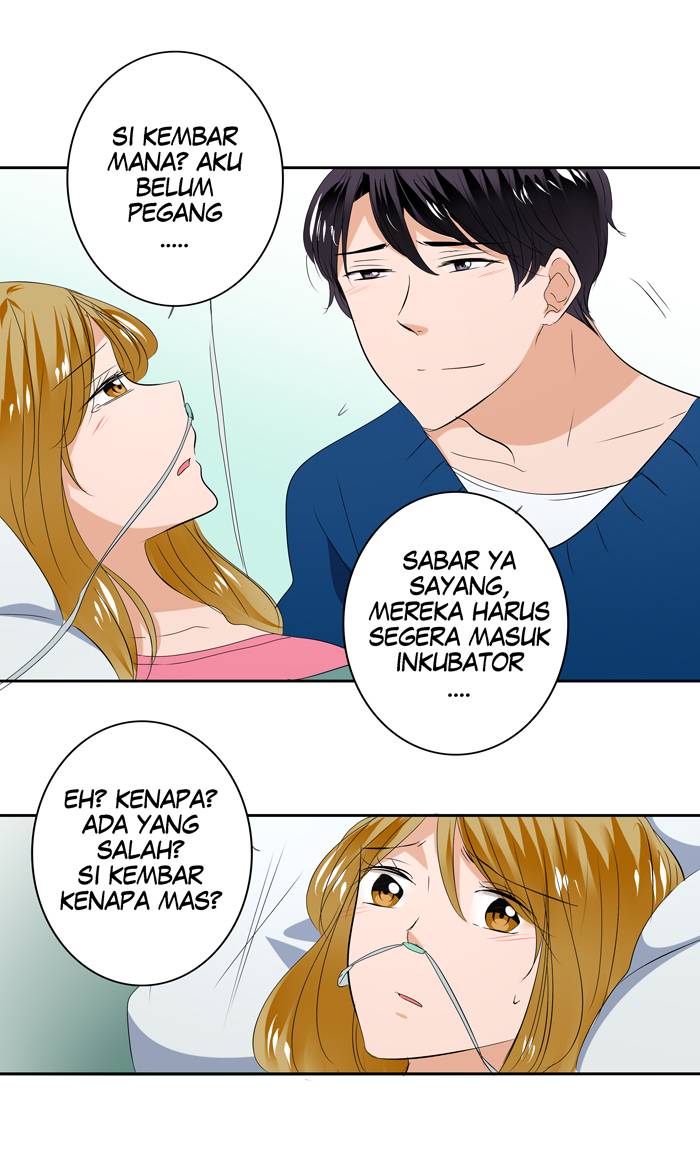 SI KEMBAR
MANA? AKU
BELUM
PEGANG
.....
SABAR YA
SAYANG,
MEREKA HARUS
SEGERA MASUK
INKUBATOR
....
EH? KENAPA?
ADA YANG
SALAH?
SI KEMBAR
KENAPA MAS?